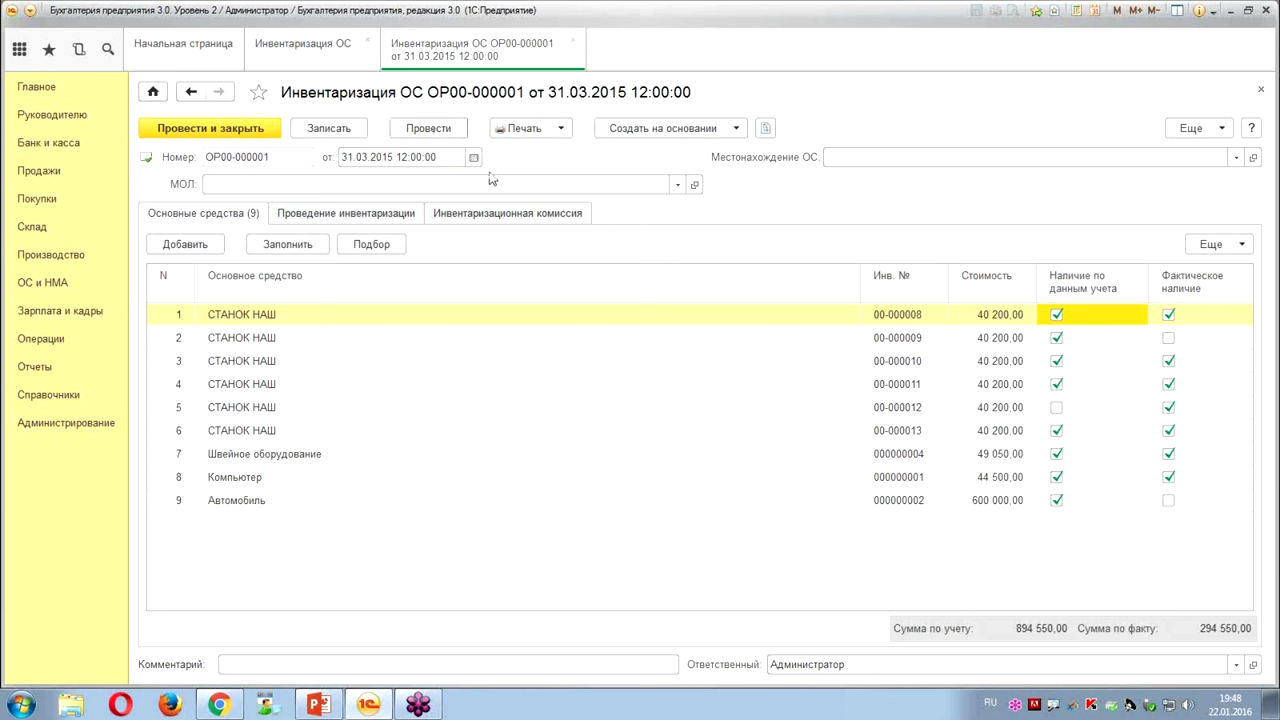 Бухгалтерия предприятия 3.0. Уровень 2 / Администратор / Бухгалтерия предприятия, редакция 3.0 (1С:Предприятие)
M M+ M-
Начальная страница
Инвентаризация ОС
Инвентаризация ОС ОР00-000001
от 31.03.2015 12:00:00
Главное
Руководителю
Банк и касса
Продажи
Покупки
Склад
Производство
ОС и НМА
Зарплата и кадры
Операции
Отчеты
Справочники
Администрирование
Инвентаризация ОС ОР00-000001 от 31.03.2015 12:00:00
Провести и закрыть Записать Провести Печать Создать на основании Еще ?
Номер: ОР00-000001 от: 31.03.2015 12:00:00 Местонахождение ОС:
МОЛ:
Основные средства (9) Проведение инвентаризации Инвентаризационная комиссия
Добавить Заполнить Подбор Еще
N Основное средство Инв. № Стоимость Наличие по данным учета Фактическое наличие
1 СТАНОК НАШ 00-000008 40 200,00
2 СТАНОК НАШ 00-000009 40 200,00
3 СТАНОК НАШ 00-000010 40 200,00
4 СТАНОК НАШ 00-000011 40 200,00
5 СТАНОК НАШ 00-000012 40 200,00
6 СТАНОК НАШ 00-000013 40 200,00
7 Швейное оборудование 000000004 49 050,00
8 Компьютер 000000001 44 500,00
9 Автомобиль 000000002 600 000,00
Сумма по учету: 894 550,00 Сумма по факту: 294 550,00
Комментарий: Ответственный: Администратор
RU 19:48
22.01.2016